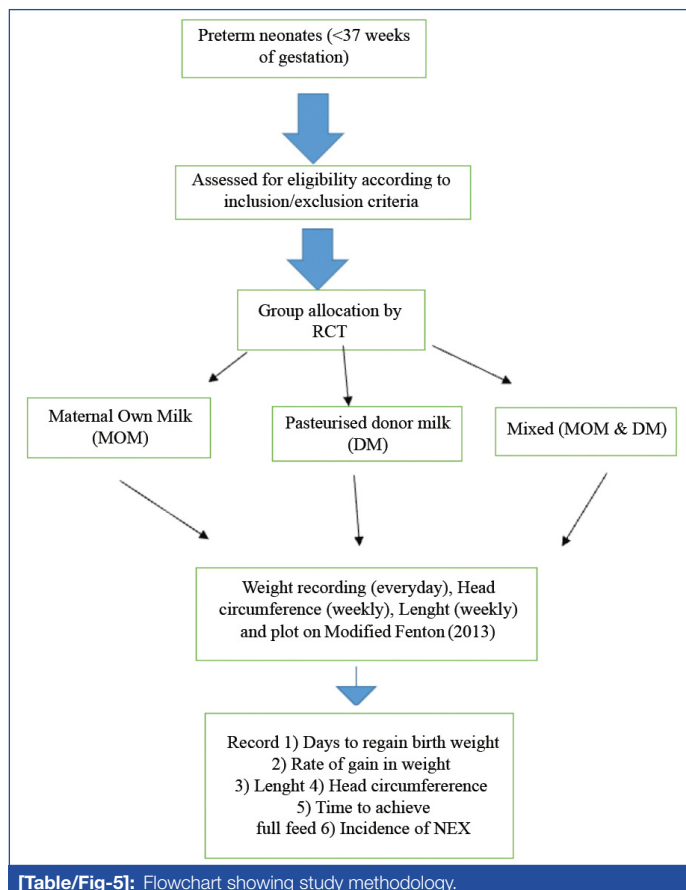 Preterm neonates (<37 weeks
of gestation)
Assessed for eligibility according to
inclusion/exclusion criteria
Group allocation by
RCT
Maternal Own Milk
(MOM)
Pasteurised donor milk
(DM)
Mixed (MOM & DM)
Weight recording (everyday), Head
circumference (weekly), Lenght (weekly)
and plot on Modified Fenton (2013)
Record 1) Days to regain birth weight
2) Rate of gain in weight
3) Lenght 4) Head circumfererence
5) Time to achieve
full feed 6) Incidence of NEX
[Table/Fig-5]: Flowchart showing study methodology.